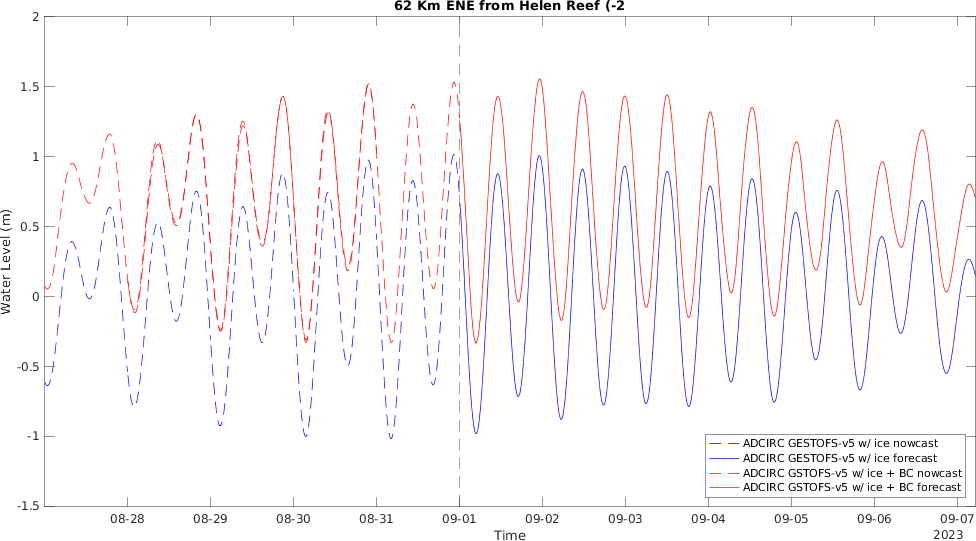 62 Km ENE from Helen Reef (-2
Water Level (m)
2
1.5
1
0.5
0
-0.5
-1
-1.5
08-28
08-29
08-30
08-31
09-01
09-02
09-03
09-04
09-05
09-06
09-07
Time
2023
ADCIRC GESTOFS-v5 w/ ice nowcast
ADCIRC GESTOFS-v5 w/ ice forecast
ADCIRC GSTOFS-v5 w/ ice + BC nowcast
ADCIRC GSTOFS-v5 w/ ice + BC forecast